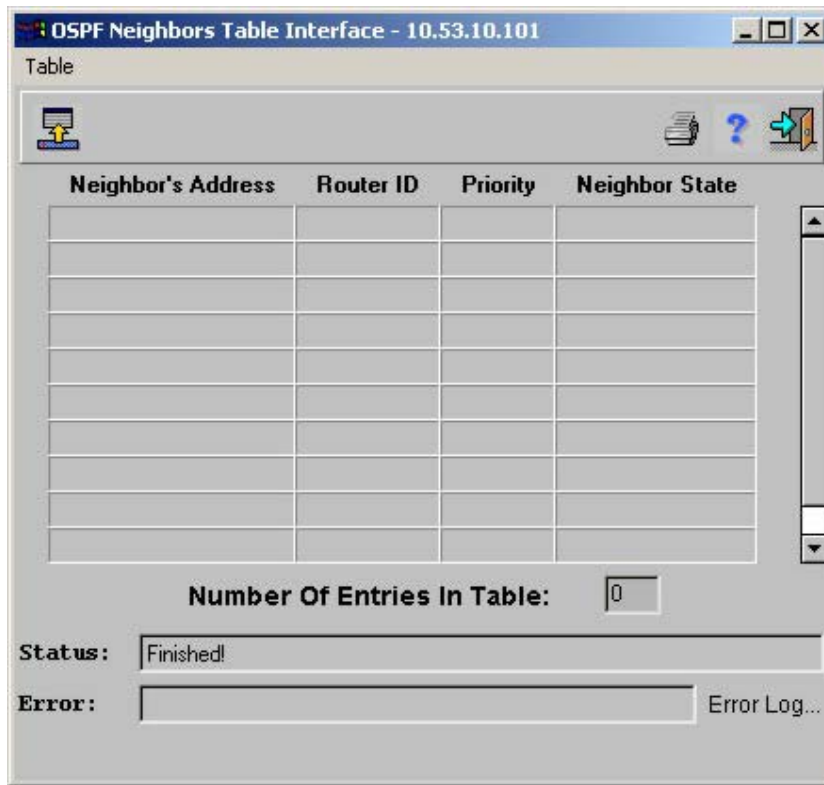 OSPF Neighbors Table Interface - 10.53.10.101
Table
?
Neighbor's Address Router ID Priority Neighbor State
Number Of Entries In Table: 0
Status: Finished!
Error: Error Log...